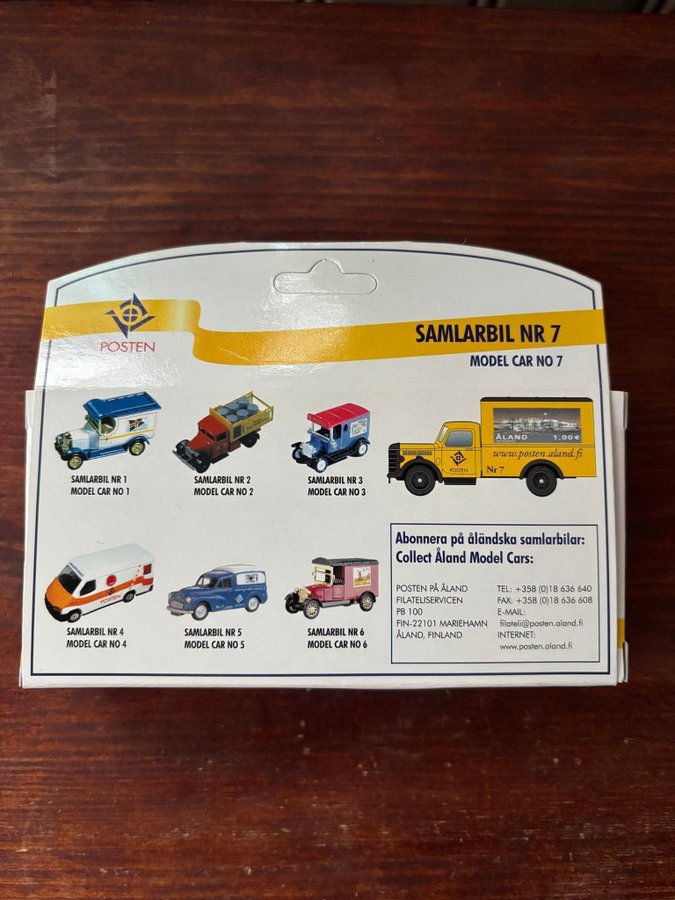 POSTEN
SAMLARBIL NR 7
MODEL CAR NO 7
SAMLARBIL NR 1
MODEL CAR NO 1
SAMLARBIL NR 2
MODEL CAR NO 2
SAMLARBIL NR 3
MODEL CAR NO 3
ÅLAND 1,00€
www.posten.aland.fi
POSTEN
Nr 7
POSTEN
SAMLARBIL NR 4
MODEL CAR NO 4
SAMLARBIL NR 5
MODEL CAR NO 5
SAMLARBIL NR 6
MODEL CAR NO 6
Abonnera på åländska samlarbilar:
Collect Åland Model Cars:
POSTEN PÅ ÅLAND
FILATELISERVICEN
PB 100
FIN-22101 MARIEHAMN
ÅLAND, FINLAND
TEL: +358 (0)18 636 640
FAX: +358 (0)18 636 608
E-MAIL:
filateli@posten.aland.fi
INTERNET:
www.posten.aland.fi